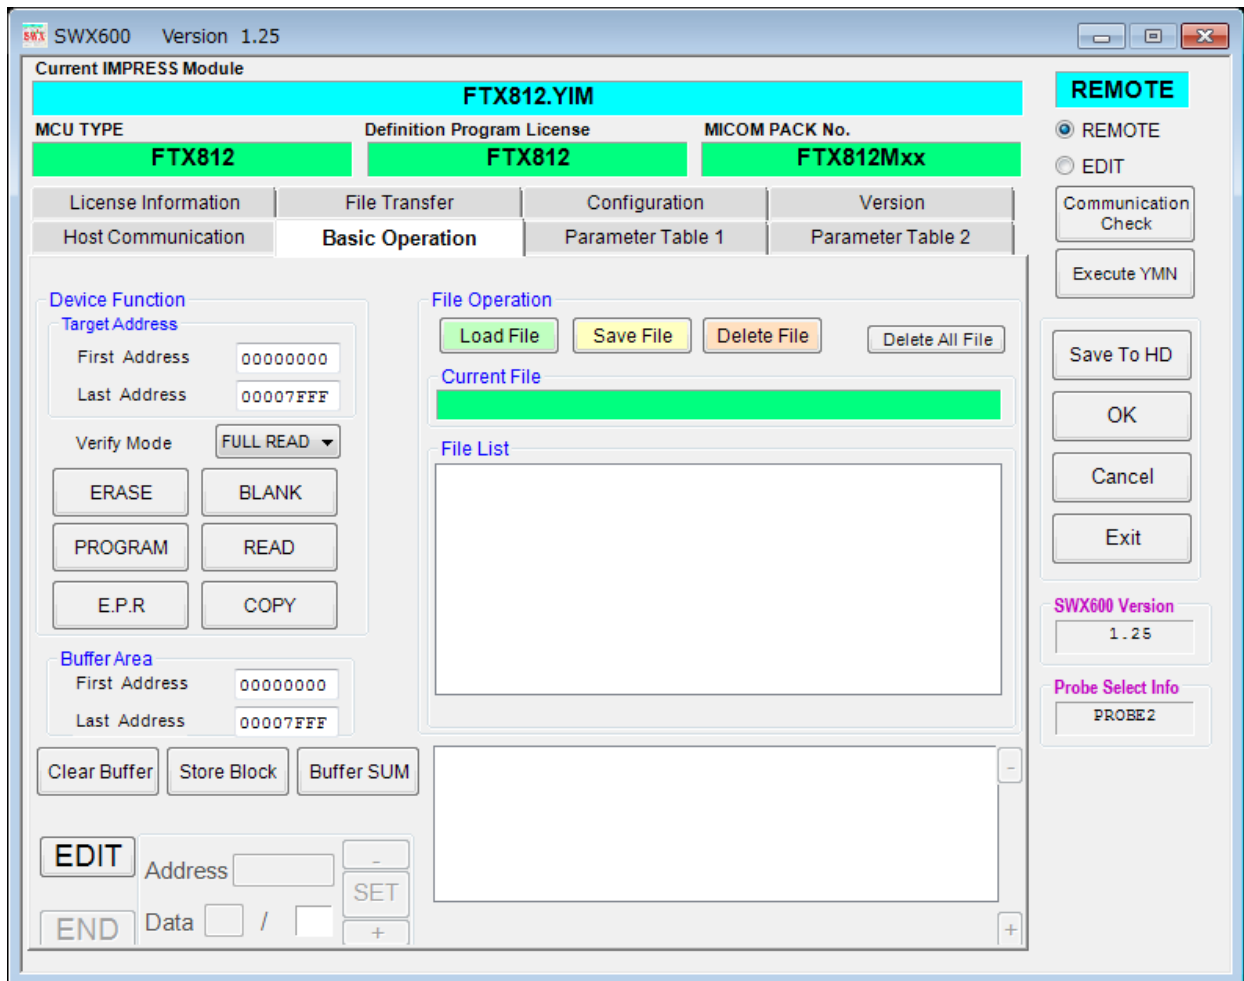 SWX SWX600 Version 1.25
Current IMPRESS Module
FTX812.YIM
MCU TYPE Definition Program License MICOM PACK No.
FTX812 FTX812 FTX812Mxx
License Information File Transfer Configuration Version
Host Communication Basic Operation Parameter Table 1 Parameter Table 2
Device Function
Target Address
First Address 00000000
Last Address 00007FFF
Verify Mode FULL READ
ERASE BLANK
PROGRAM READ
E.P.R COPY
Buffer Area
First Address 00000000
Last Address 00007FFF
Clear Buffer Store Block Buffer SUM
EDIT Address -
SET
END Data / +
File Operation
Load File Save File Delete File Delete All File
Current File
File List
-
+
REMOTE
REMOTE
EDIT
Communication
Check
Execute YMN
Save To HD
OK
Cancel
Exit
SWX600 Version
1.25
Probe Select Info
PROBE2